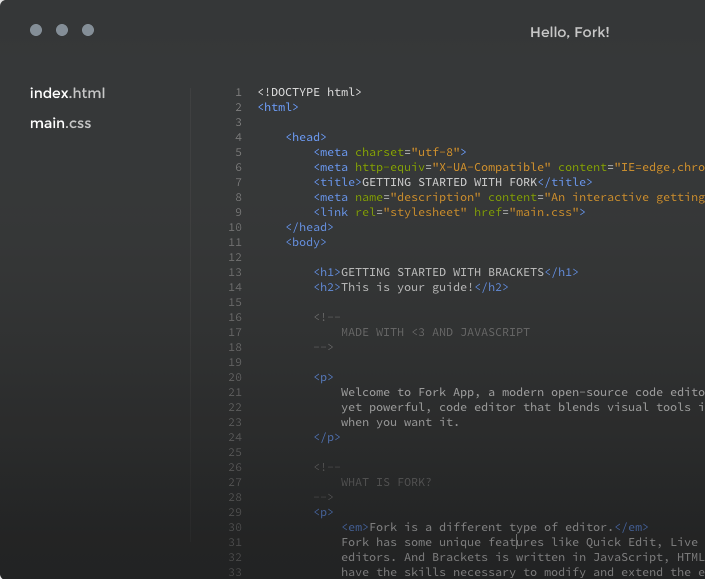 Hello, Fork!
index.html
main.css
1 <!DOCTYPE html>
2 <html>
3
4 <head>
5 <meta charset="utf-8">
6 <meta http-equiv="X-UA-Compatible" content="IE=edge,chro
7 <title>GETTING STARTED WITH FORK</title>
8 <meta name="description" content="An interactive getting
9 <link rel="stylesheet" href="main.css">
10 </head>
11 <body>
12
13 <h1>GETTING STARTED WITH BRACKETS</h1>
14 <h2>This is your guide!</h2>
15
16 <!--
17 MADE WITH <3 AND JAVASCRIPT
18 -->
19
20 <p>
21 Welcome to Fork App, a modern open-source code edito
22 yet powerful, code editor that blends visual tools i
23 when you want it.
24 </p>
25
26 <!--
27 WHAT IS FORK?
28 -->
29 <p>
30 <em>Fork is a different type of editor.</em>
31 Fork has some unique features like Quick Edit, Live
32 editors. And Brackets is written in JavaScript, HTML
33 have the skills necessary to modify and extend the e